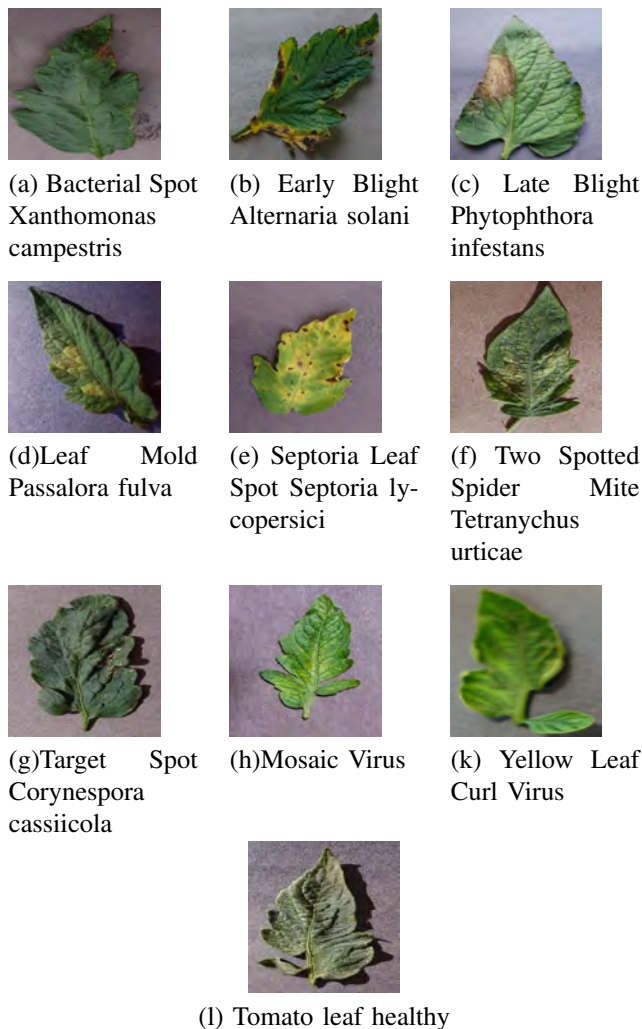 (a) Bacterial Spot
Xanthomonas
campestris
(b) Early Blight
Alternaria solani
(c) Late Blight
Phytophthora
infestans
(d)Leaf Mold
Passalora fulva
(e) Septoria Leaf
Spot Septoria ly-
copersici
(f) Two Spotted
Spider Mite
Tetranychus
urticae
(g)Target Spot
Corynespora
cassiicola
(h)Mosaic Virus
(k) Yellow Leaf
Curl Virus
(l) Tomato leaf healthy